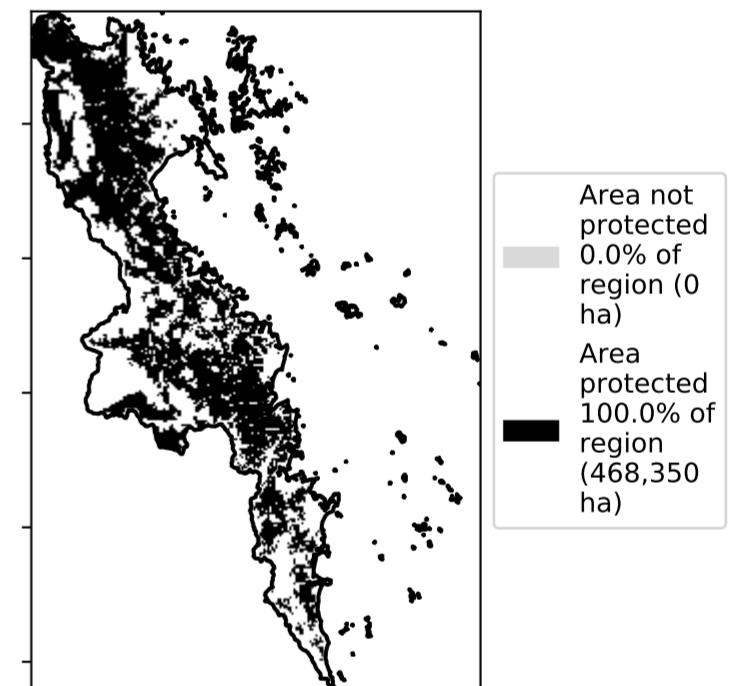 Area not
protected
0.0% of
region (0
ha)
Area
protected
100.0% of
region
(468,350
ha)